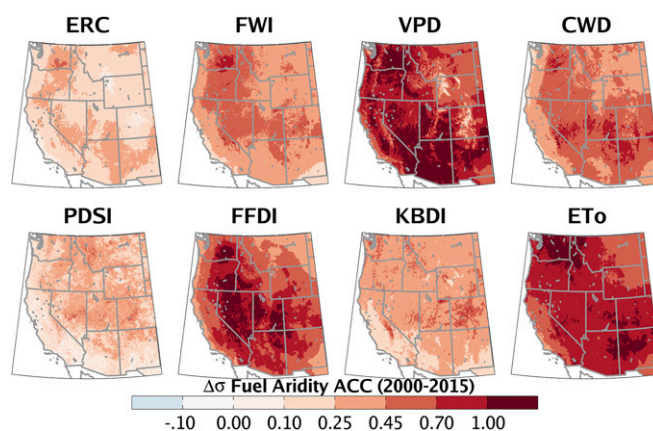 ERC FWI VPD CWD
PDSI FFDI KBDI ETo
Δσ Fuel Aridity ACC (2000-2015)
-.10 0.00 0.10 0.25 0.45 0.70 1.00